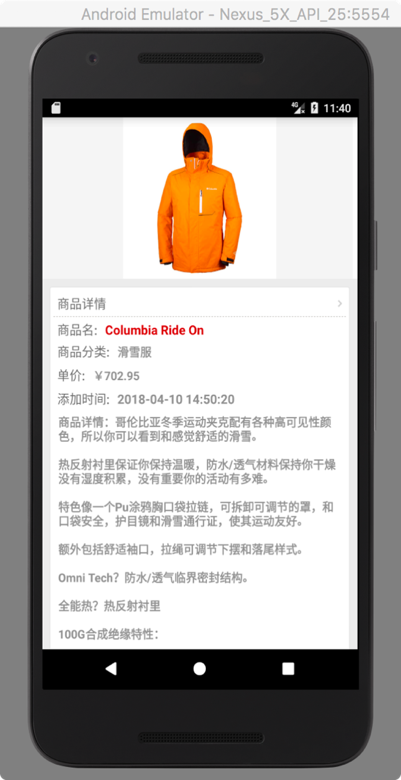 Android Emulator - Nexus_5X_API_25:5554
4G 11:40
商品详情
商品名: Columbia Ride On
商品分类: 滑雪服
单价: ￥702.95
添加时间: 2018-04-10 14:50:20
商品详情：哥伦比亚冬季运动夹克配有各种高可见性颜
色，所以你可以看到和感觉舒适的滑雪。
热反射衬里保证你保持温暖，防水/透气材料保持你干燥
没有湿度积累，没有重要你的活动有多难。
特色像一个Pu涂鸦胸口袋拉链，可拆卸可调节的罩，和
口袋安全，护目镜和滑雪通行证，使其运动友好。
额外包括舒适袖口，拉绳可调节下摆和落尾样式。
Omni Tech？防水/透气临界密封结构。
全能热？热反射衬里
100G合成绝缘特性：